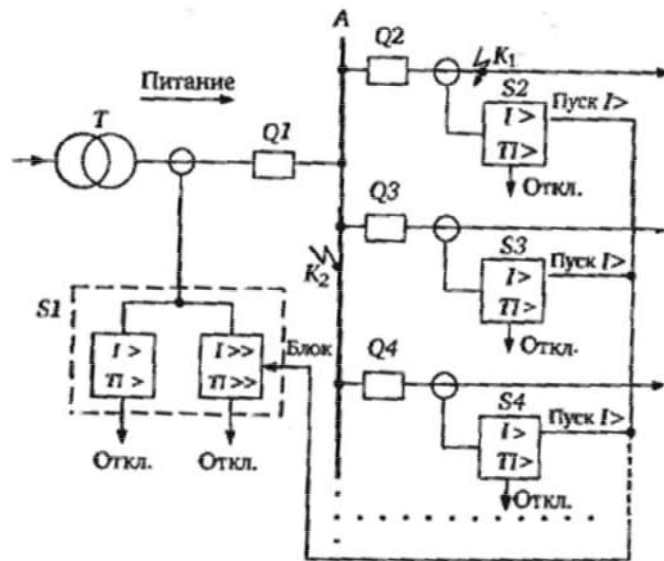 A
Q2
K1
Питание
S2
Пуск I>
T
Q1
I >
TI >
Откл.
Q3
S3
Пуск I>
K2
I >
TI >
S1
Откл.
I >
TI >
I >>
TI >>
Блок
Q4
S4
Пуск I>
I >
TI >
Откл.
Откл.
Откл.